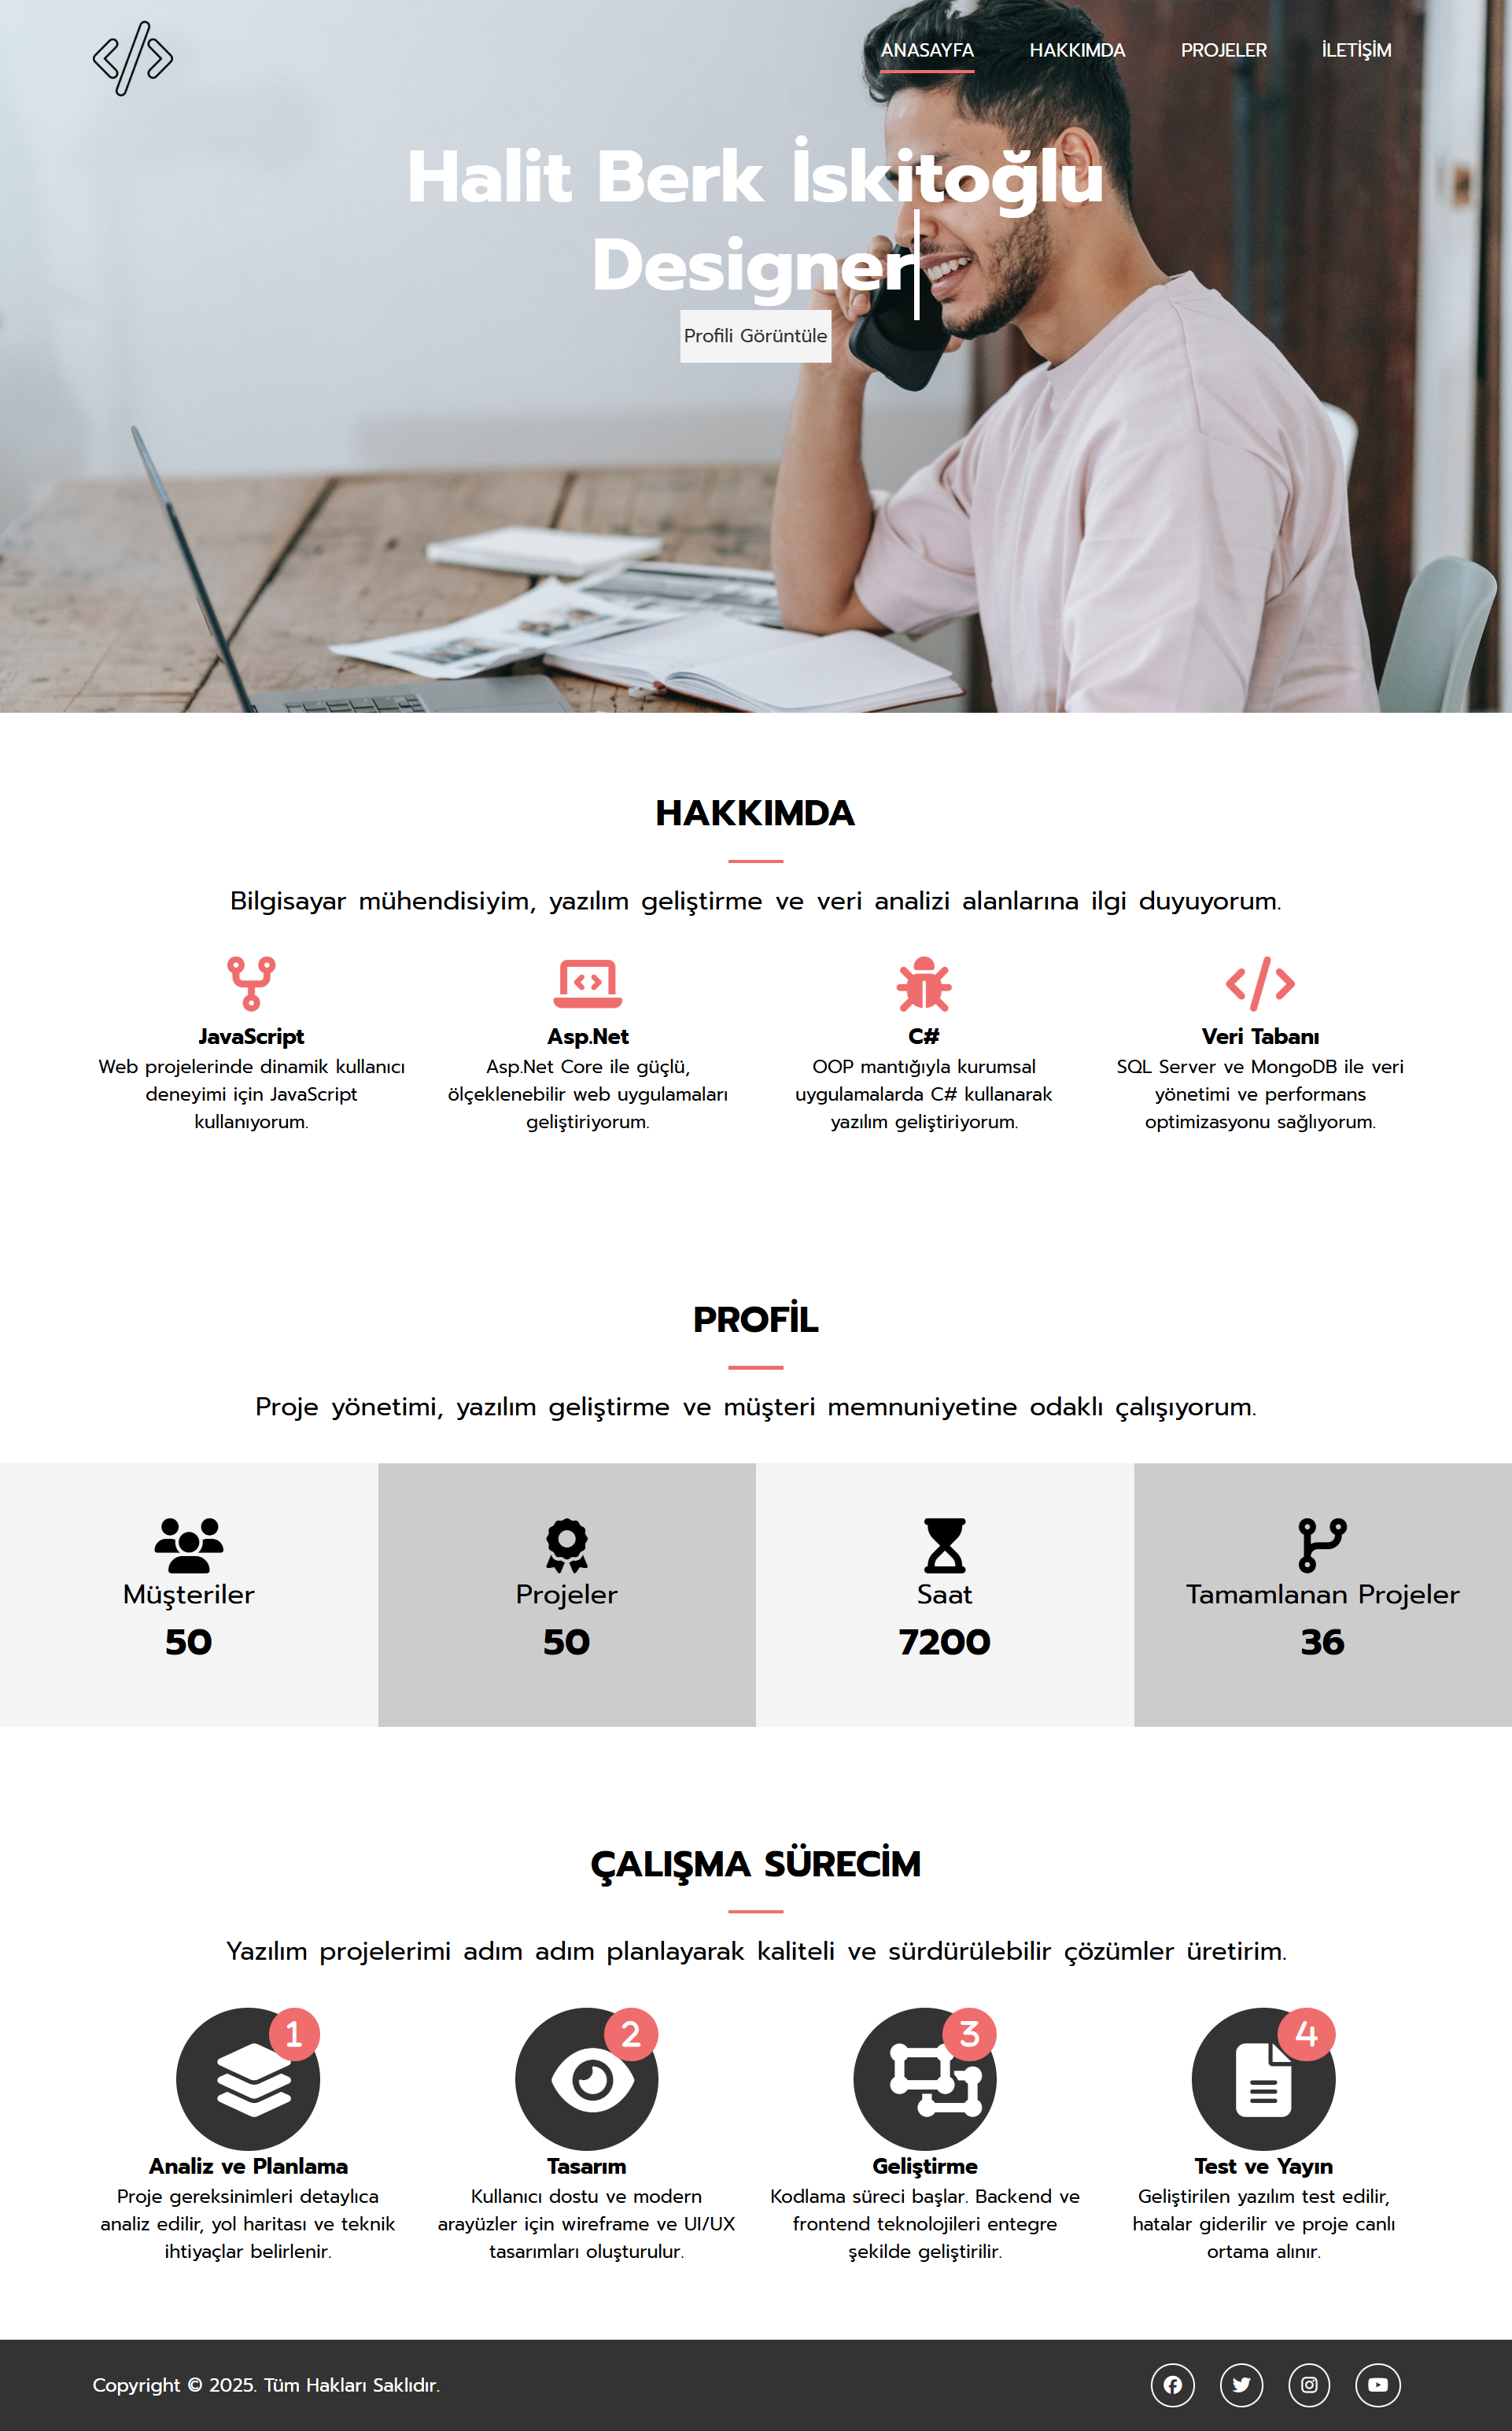 ANASAYFA HAKKIMDA PROJELER İLETİŞİM
Halit Berk İskitoğlu
Designer
Profili Görüntüle
HAKKIMDA
Bilgisayar mühendisiyim, yazılım geliştirme ve veri analizi alanlarına ilgi duyuyorum.
JavaScript
Web projelerinde dinamik kullanıcı
deneyimi için JavaScript
kullanıyorum.
Asp.Net
Asp.Net Core ile güçlü,
ölçeklenebilir web uygulamaları
geliştiriyorum.
C#
OOP mantığıyla kurumsal
uygulamalarda C# kullanarak
yazılım geliştiriyorum.
Veri Tabanı
SQL Server ve MongoDB ile veri
yönetimi ve performans
optimizasyonu sağlıyorum.
PROFİL
Proje yönetimi, yazılım geliştirme ve müşteri memnuniyetine odaklı çalışıyorum.
Müşteriler
50
Projeler
50
Saat
7200
Tamamlanan Projeler
36
ÇALIŞMA SÜRECİM
Yazılım projelerimi adım adım planlayarak kaliteli ve sürdürülebilir çözümler üretirim.
1
Analiz ve Planlama
Proje gereksinimleri detaylıca
analiz edilir, yol haritası ve teknik
ihtiyaçlar belirlenir.
2
Tasarım
Kullanıcı dostu ve modern
arayüzler için wireframe ve UI/UX
tasarımları oluşturulur.
3
Geliştirme
Kodlama süreci başlar. Backend ve
frontend teknolojileri entegre
şekilde geliştirilir.
4
Test ve Yayın
Geliştirilen yazılım test edilir,
hatalar giderilir ve proje canlı
ortama alınır.
Copyright © 2025. Tüm Hakları Saklıdır.